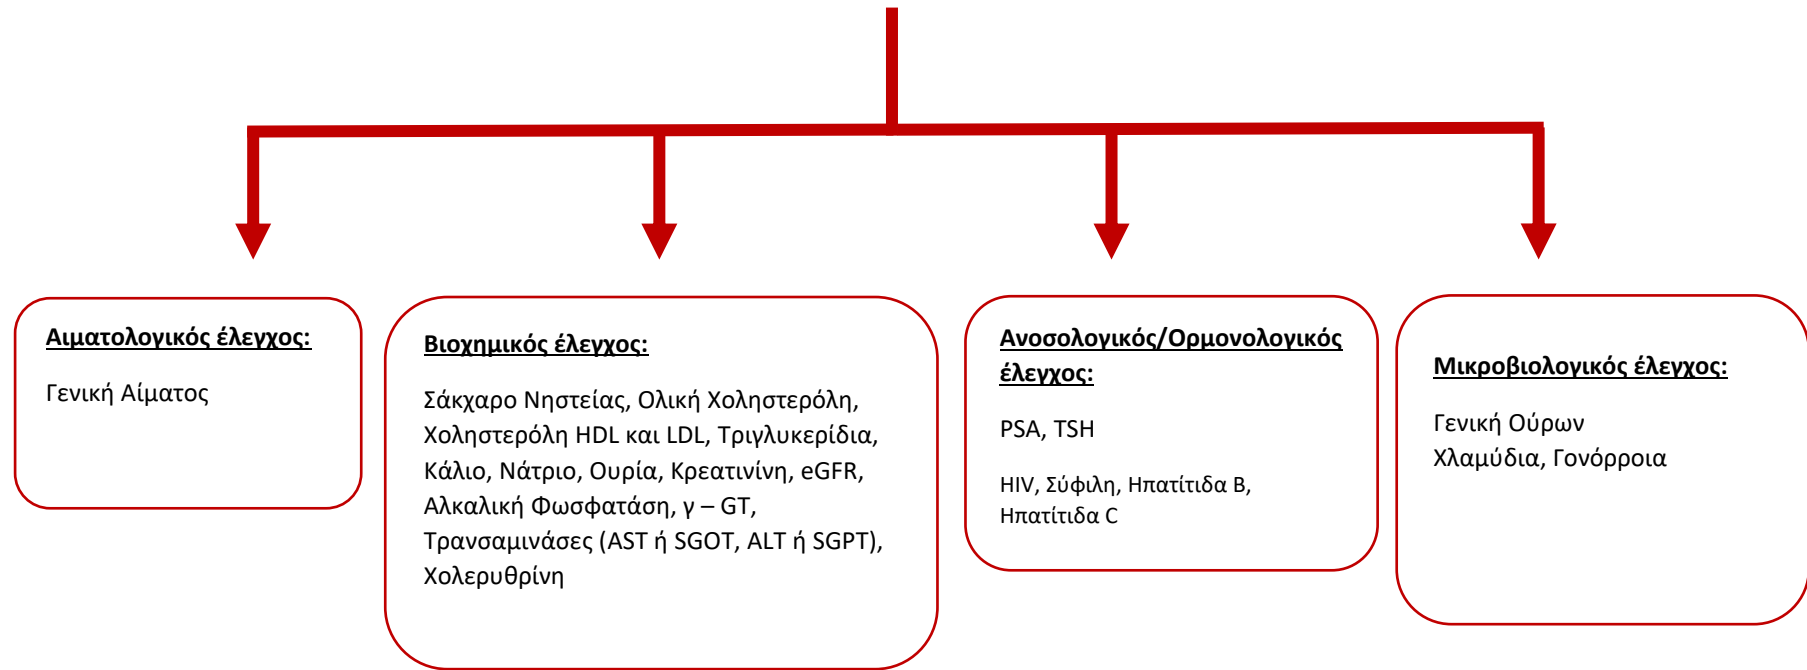 Αιματολογικός έλεγχος:
Γενική Αίματος
Βιοχημικός έλεγχος:
Σάκχαρο Νηστείας, Ολική Χοληστερόλη,
Χοληστερόλη HDL και LDL, Τριγλυκερίδια,
Κάλιο, Νάτριο, Ουρία, Κρεατινίνη, eGFR,
Αλκαλική Φωσφατάση, γ – GT,
Τρανσαμινάσες (AST ή SGOT, ALT ή SGPT),
Χολερυθρίνη
Ανοσολογικός/Ορμονολογικός
έλεγχος:
PSA, TSH
HIV, Σύφιλη, Ηπατίτιδα Β,
Ηπατίτιδα C
Μικροβιολογικός έλεγχος:
Γενική Ούρων
Χλαμύδια, Γονόρροια